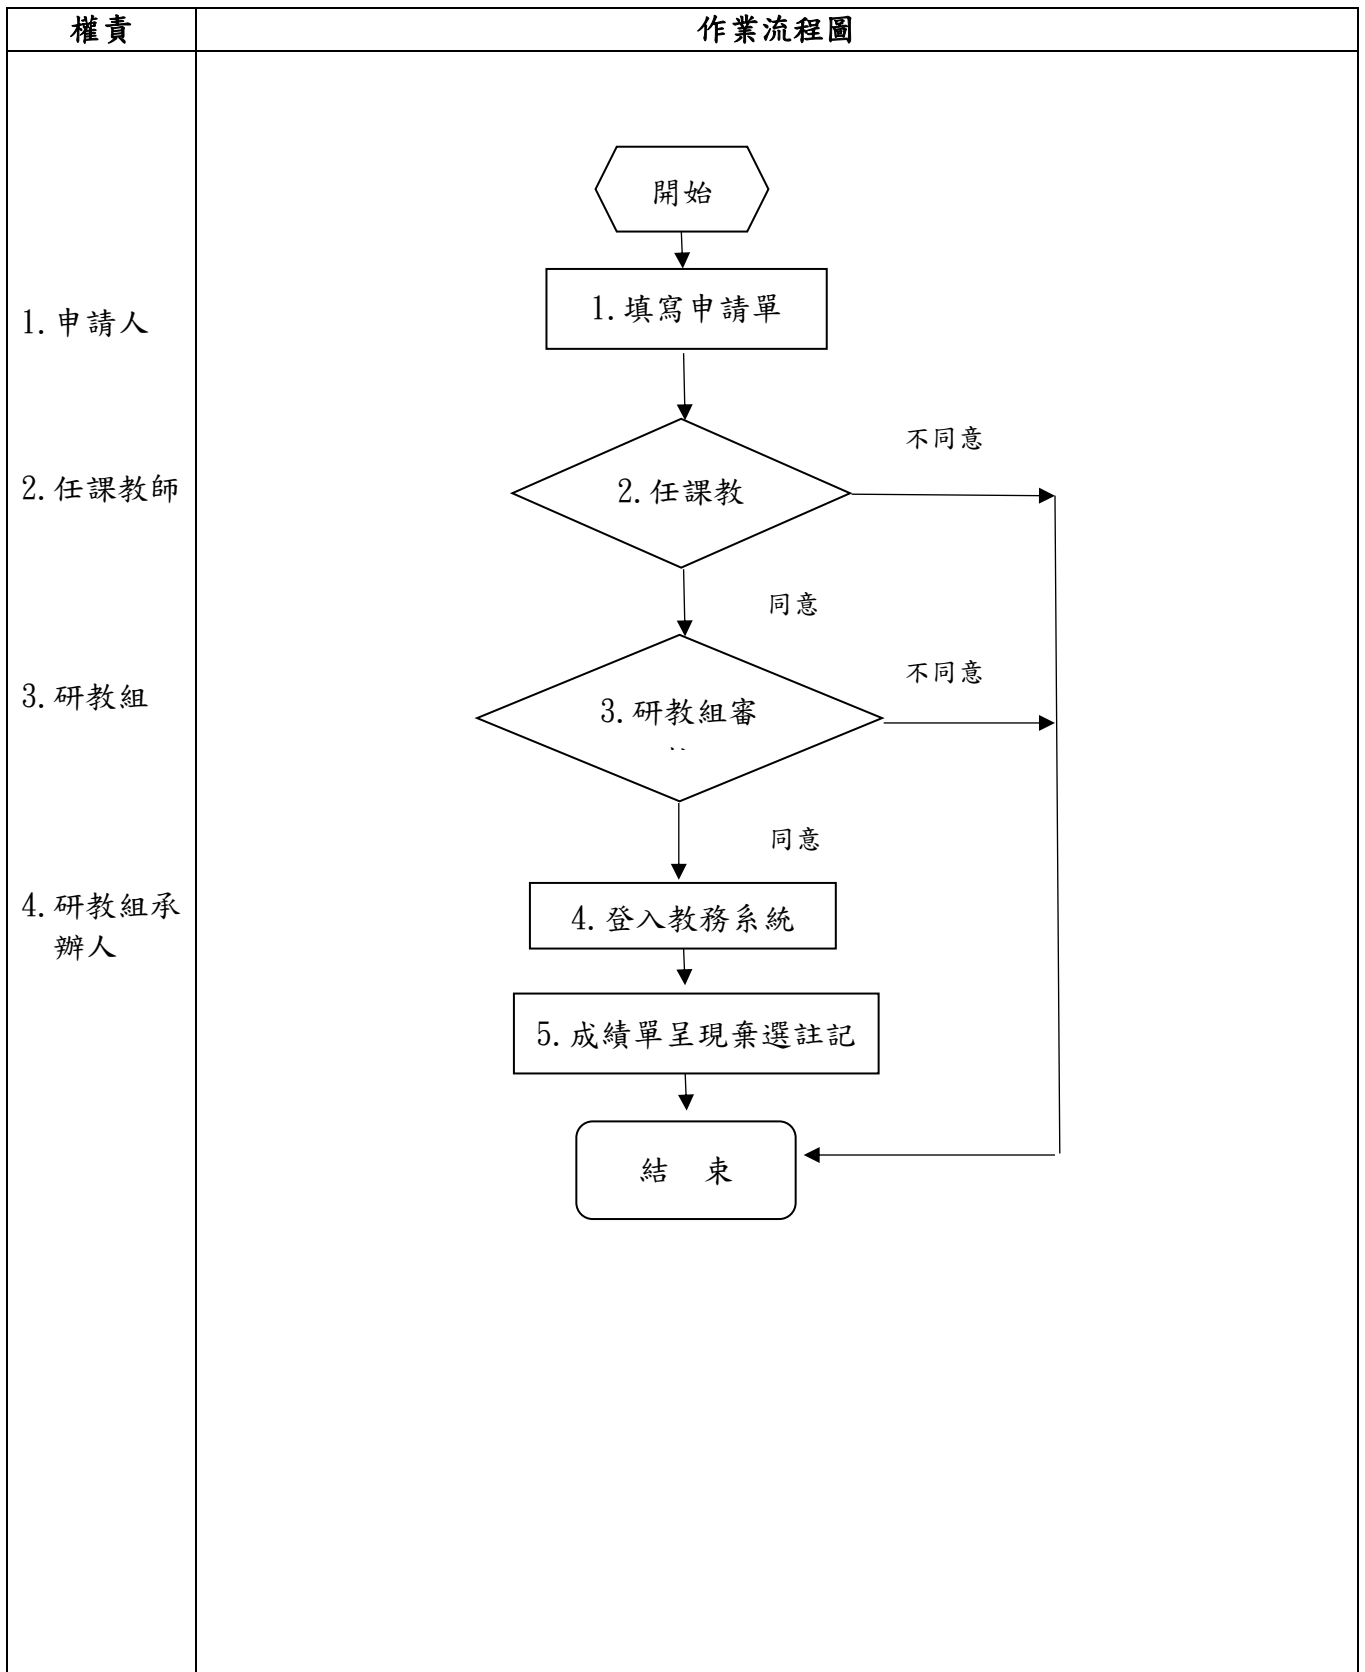 權責
作業流程圖
開始
1.填寫申請單
1.申請人
不同意
2.任課教師
2.任課教
同意
不同意
3.研教組
3.研教組審
同意
4.研教組承
辦人
4.登入教務系統
5.成績單呈現棄選註記
結 束